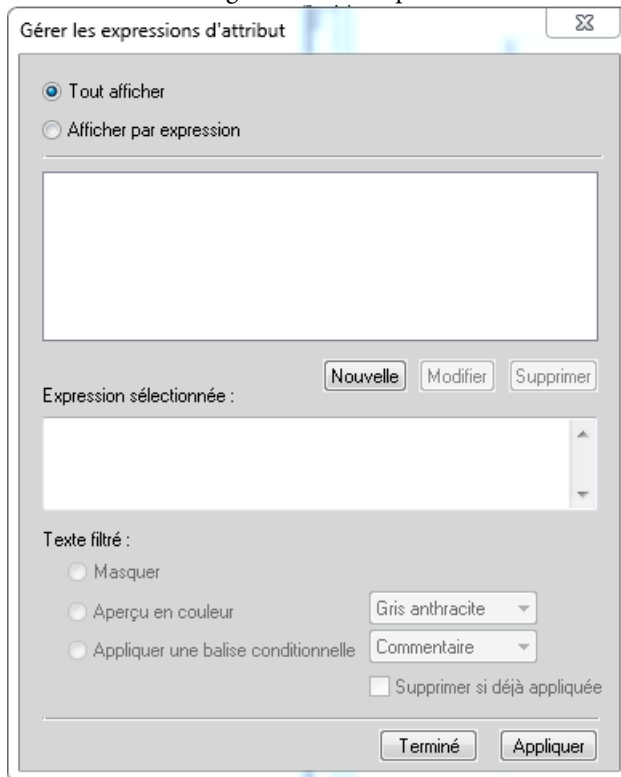 Gérer les expressions d'attribut
Tout afficher
Afficher par expression
Nouvelle Modifier Supprimer
Expression sélectionnée :
Texte filtré :
Masquer
Aperçu en couleur Gris anthracite
Appliquer une balise conditionnelle Commentaire
Supprimer si déjà appliquée
Terminé Appliquer